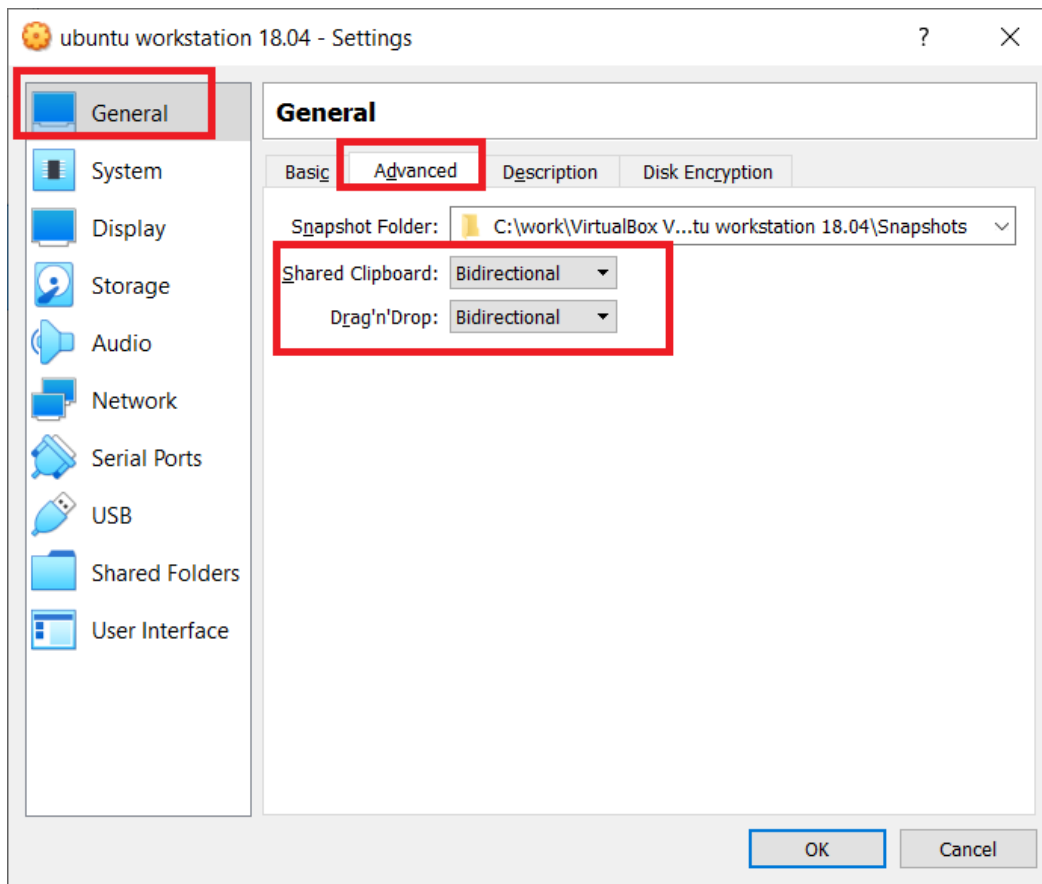 ubuntu workstation 18.04 - Settings
?
General
System
Display
Storage
Audio
Network
Serial Ports
USB
Shared Folders
User Interface
General
Basic Advanced Description Disk Encryption
Snapshot Folder: C:\work\VirtualBox V...tu workstation 18.04\Snapshots
Shared Clipboard: Bidirectional
Drag'n'Drop: Bidirectional
OK Cancel